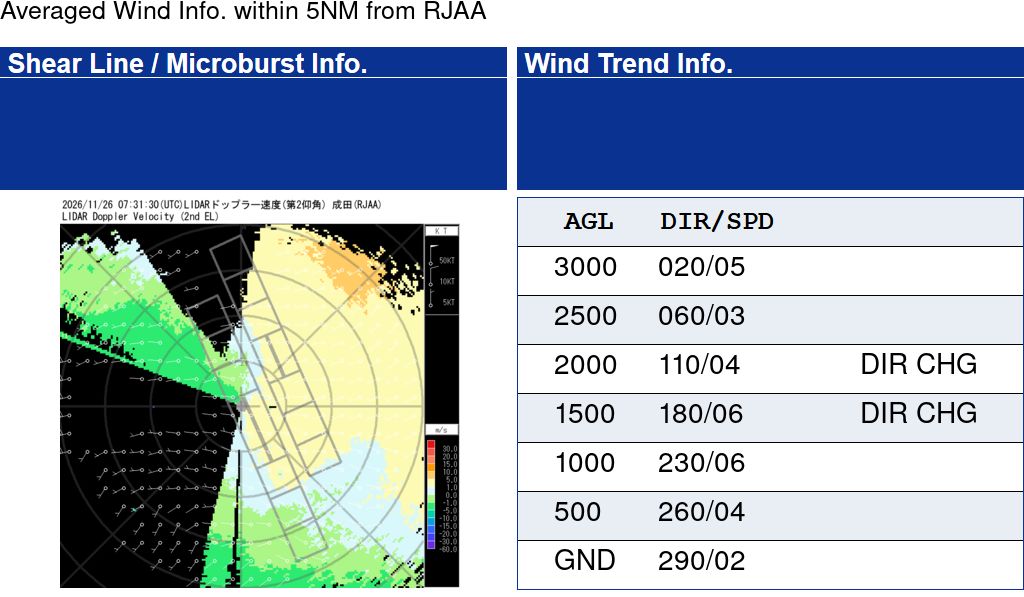 Averaged Wind Info. within 5NM from RJAA
Shear Line / Microburst Info.
Wind Trend Info.
2026/11/26 07:31:30(UTC)LIDARドップラー速度(第2仰角) 成田(RJAA)
LIDAR Doppler Velocity (2nd EL)
K T
50KT
10KT
5KT
m/s
30.0
20.0
15.0
10.0
5.0
1.0
0.0
-1.0
-5.0
-10.0
-15.0
-20.0
-30.0
-60.0
AGL DIR/SPD
3000 020/05
2500 060/03
2000 110/04 DIR CHG
1500 180/06 DIR CHG
1000 230/06
500 260/04
GND 290/02